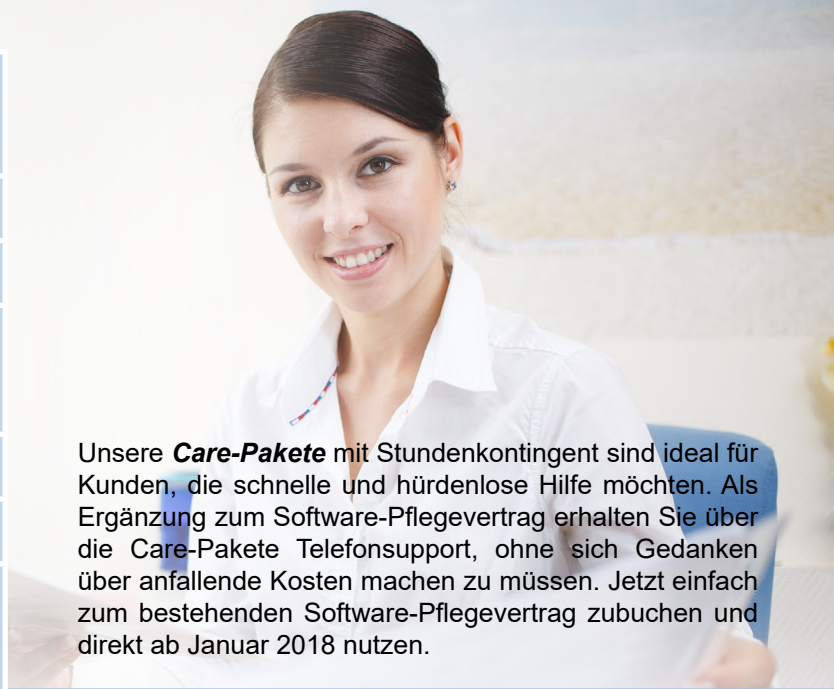 Unsere Care-Pakete mit Stundenkontingent sind ideal für
Kunden, die schnelle und hürdenlose Hilfe möchten. Als
Ergänzung zum Software-Pflegevertrag erhalten Sie über
die Care-Pakete Telefonsupport, ohne sich Gedanken
über anfallende Kosten machen zu müssen. Jetzt einfach
zum bestehenden Software-Pflegevertrag zubuchen und
direkt ab Januar 2018 nutzen.